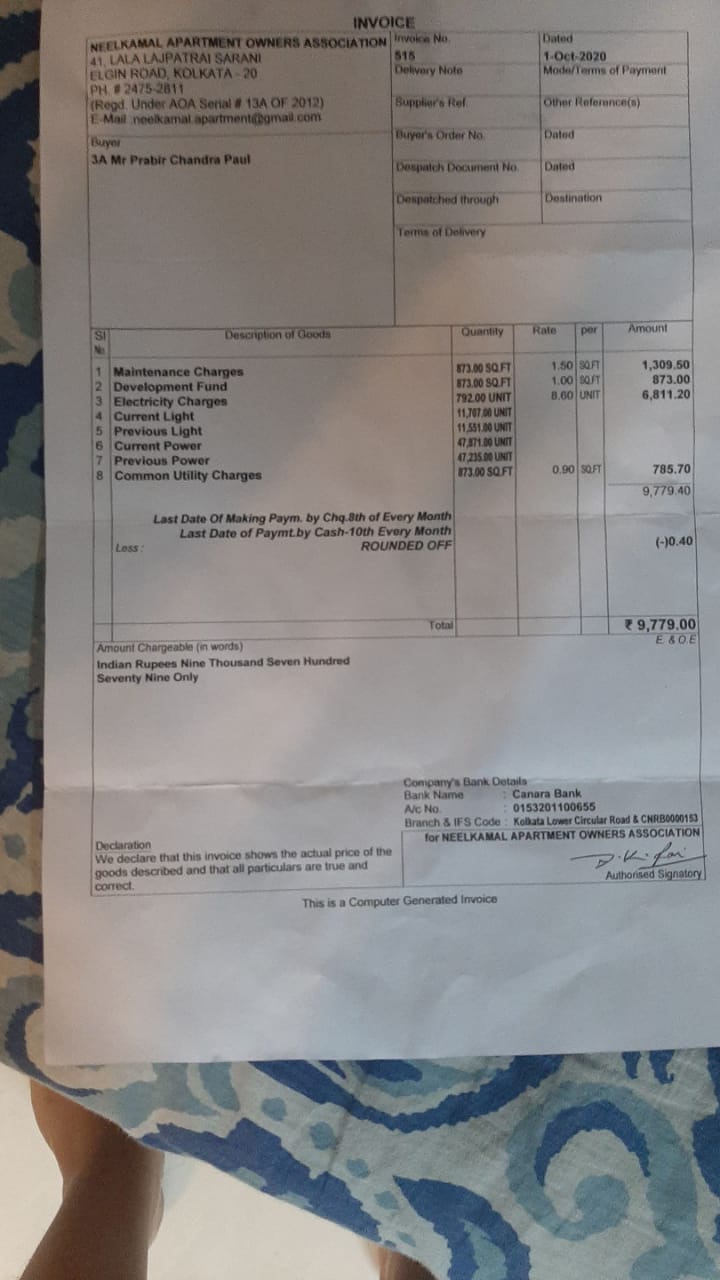 INVOICE
NEELKAMAL APARTMENT OWNERS ASSOCIATION
41, LALA LAJPATRAI SARANI
ELGIN ROAD, KOLKATA - 20
PH. # 2475-2811
(Regd. Under AOA Serial # 13A OF 2012)
E-Mail :neelkamal.apartment@gmail.com
Invoice No. Dated
515 1-Oct-2020
Delivery Note Mode/Terms of Payment
Supplier's Ref. Other Reference(s)
Buyer
3A Mr Prabir Chandra Paul
Buyer's Order No. Dated
Despatch Document No. Dated
Despatched through Destination
Terms of Delivery
Sl No. Description of Goods Quantity Rate per Amount
1 Maintenance Charges 873.00 SQ.FT 1.50 SQ.FT 1,309.50
2 Development Fund 873.00 SQ.FT 1.00 SQ.FT 873.00
3 Electricity Charges 792.00 UNIT 8.60 UNIT 6,811.20
4 Current Light 11,707.00 UNIT
5 Previous Light 11,551.00 UNIT
6 Current Power 47,871.00 UNIT
7 Previous Power 47,235.00 UNIT
8 Common Utility Charges 873.00 SQ.FT 0.90 SQ.FT 785.70
9,779.40
Last Date Of Making Paym. by Chq.8th of Every Month
Last Date of Paymt.by Cash-10th Every Month
Less : ROUNDED OFF (-)0.40
Total ₹ 9,779.00
E. & O.E
Amount Chargeable (in words)
Indian Rupees Nine Thousand Seven Hundred
Seventy Nine Only
Company's Bank Details
Bank Name : Canara Bank
A/c No. : 0153201100655
Branch & IFS Code : Kolkata Lower Circular Road & CNRB0000153
Declaration
We declare that this invoice shows the actual price of the
goods described and that all particulars are true and
correct.
for NEELKAMAL APARTMENT OWNERS ASSOCIATION
Authorised Signatory
This is a Computer Generated Invoice